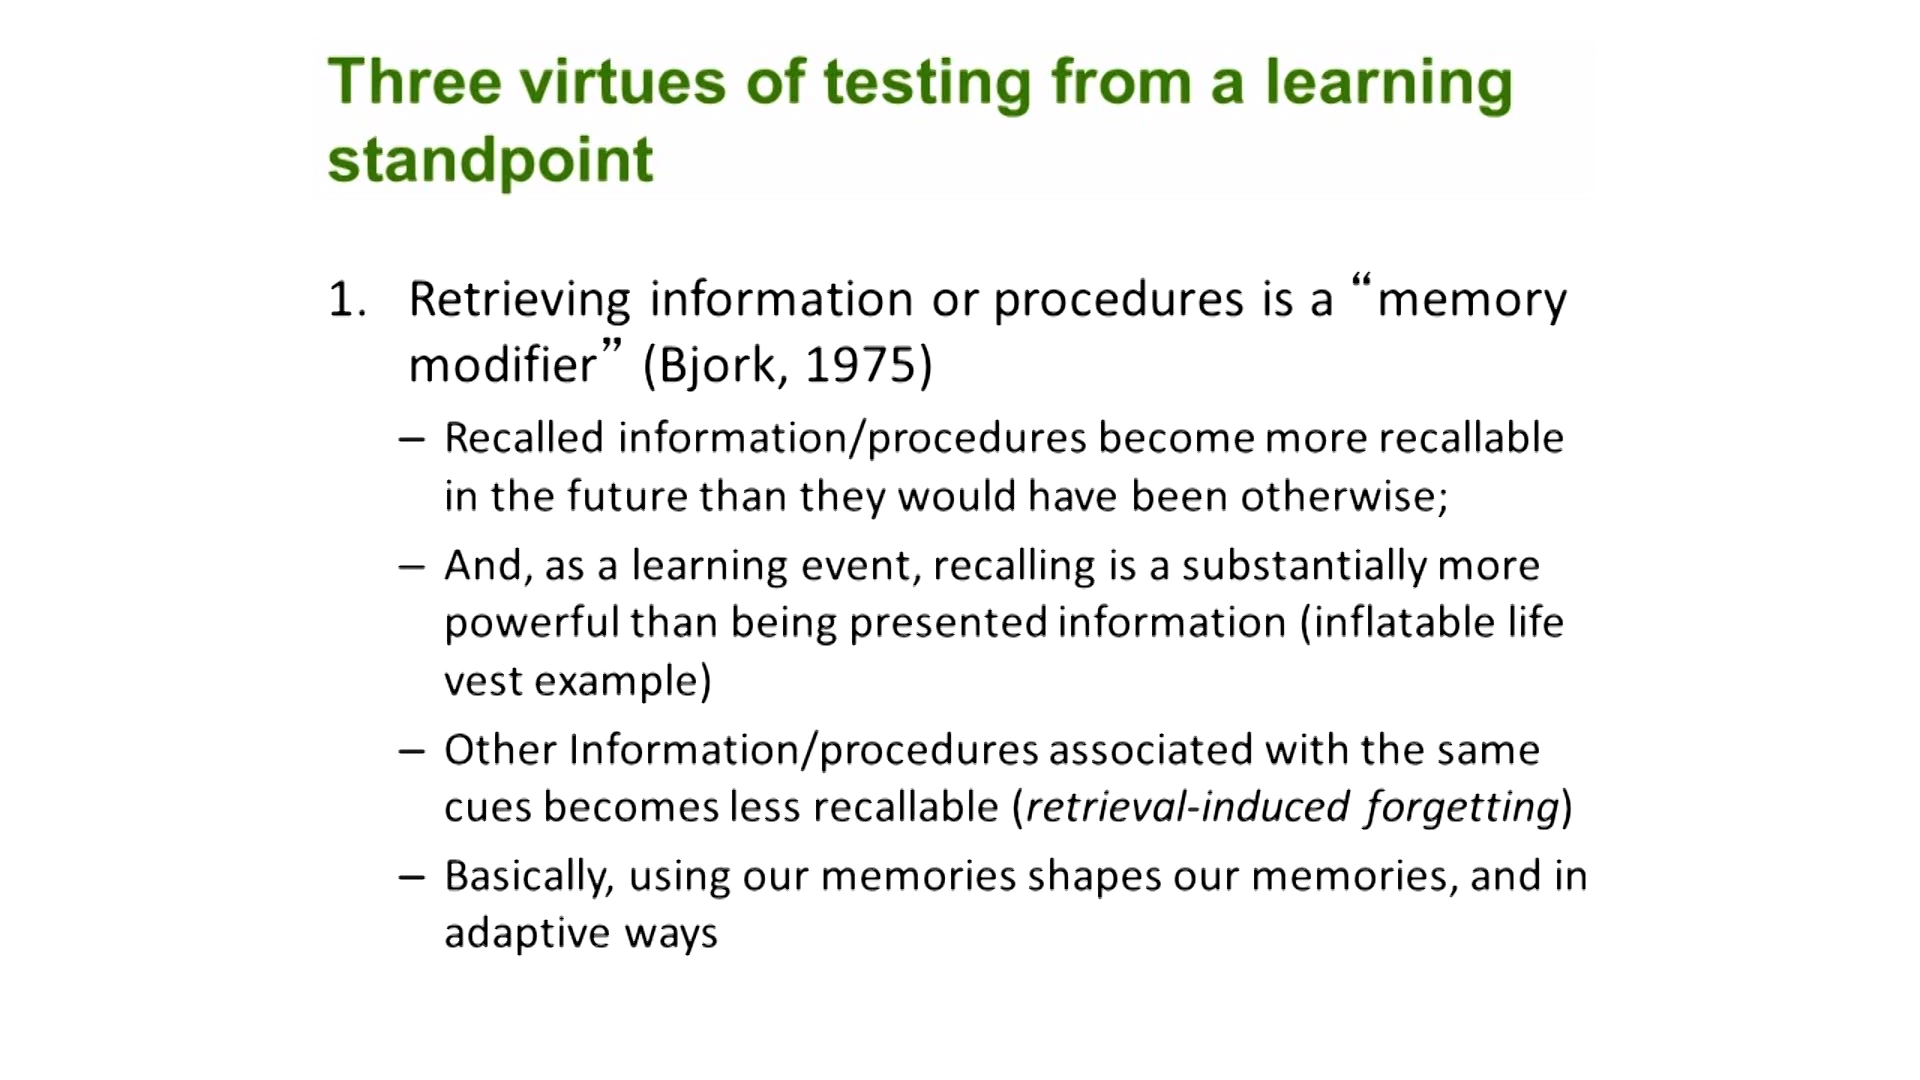 Three virtues of testing from a learning
standpoint
1. Retrieving information or procedures is a “memory
modifier” (Bjork, 1975)
– Recalled information/procedures become more recallable
in the future than they would have been otherwise;
– And, as a learning event, recalling is a substantially more
powerful than being presented information (inflatable life
vest example)
– Other Information/procedures associated with the same
cues becomes less recallable (retrieval-induced forgetting)
– Basically, using our memories shapes our memories, and in
adaptive ways